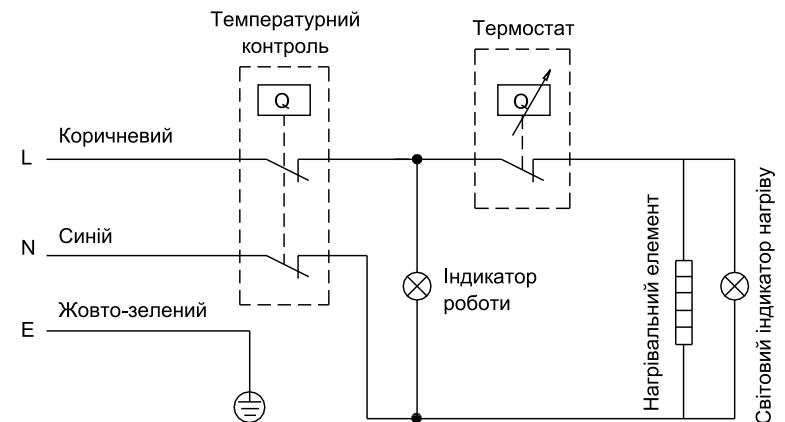 Температурний
контроль
Термостат
Q
Q
Коричневий
L
Синій
N
Жовто-зелений
E
Індикатор
роботи
Нагрівальний елемент
Світовий індикатор нагріву